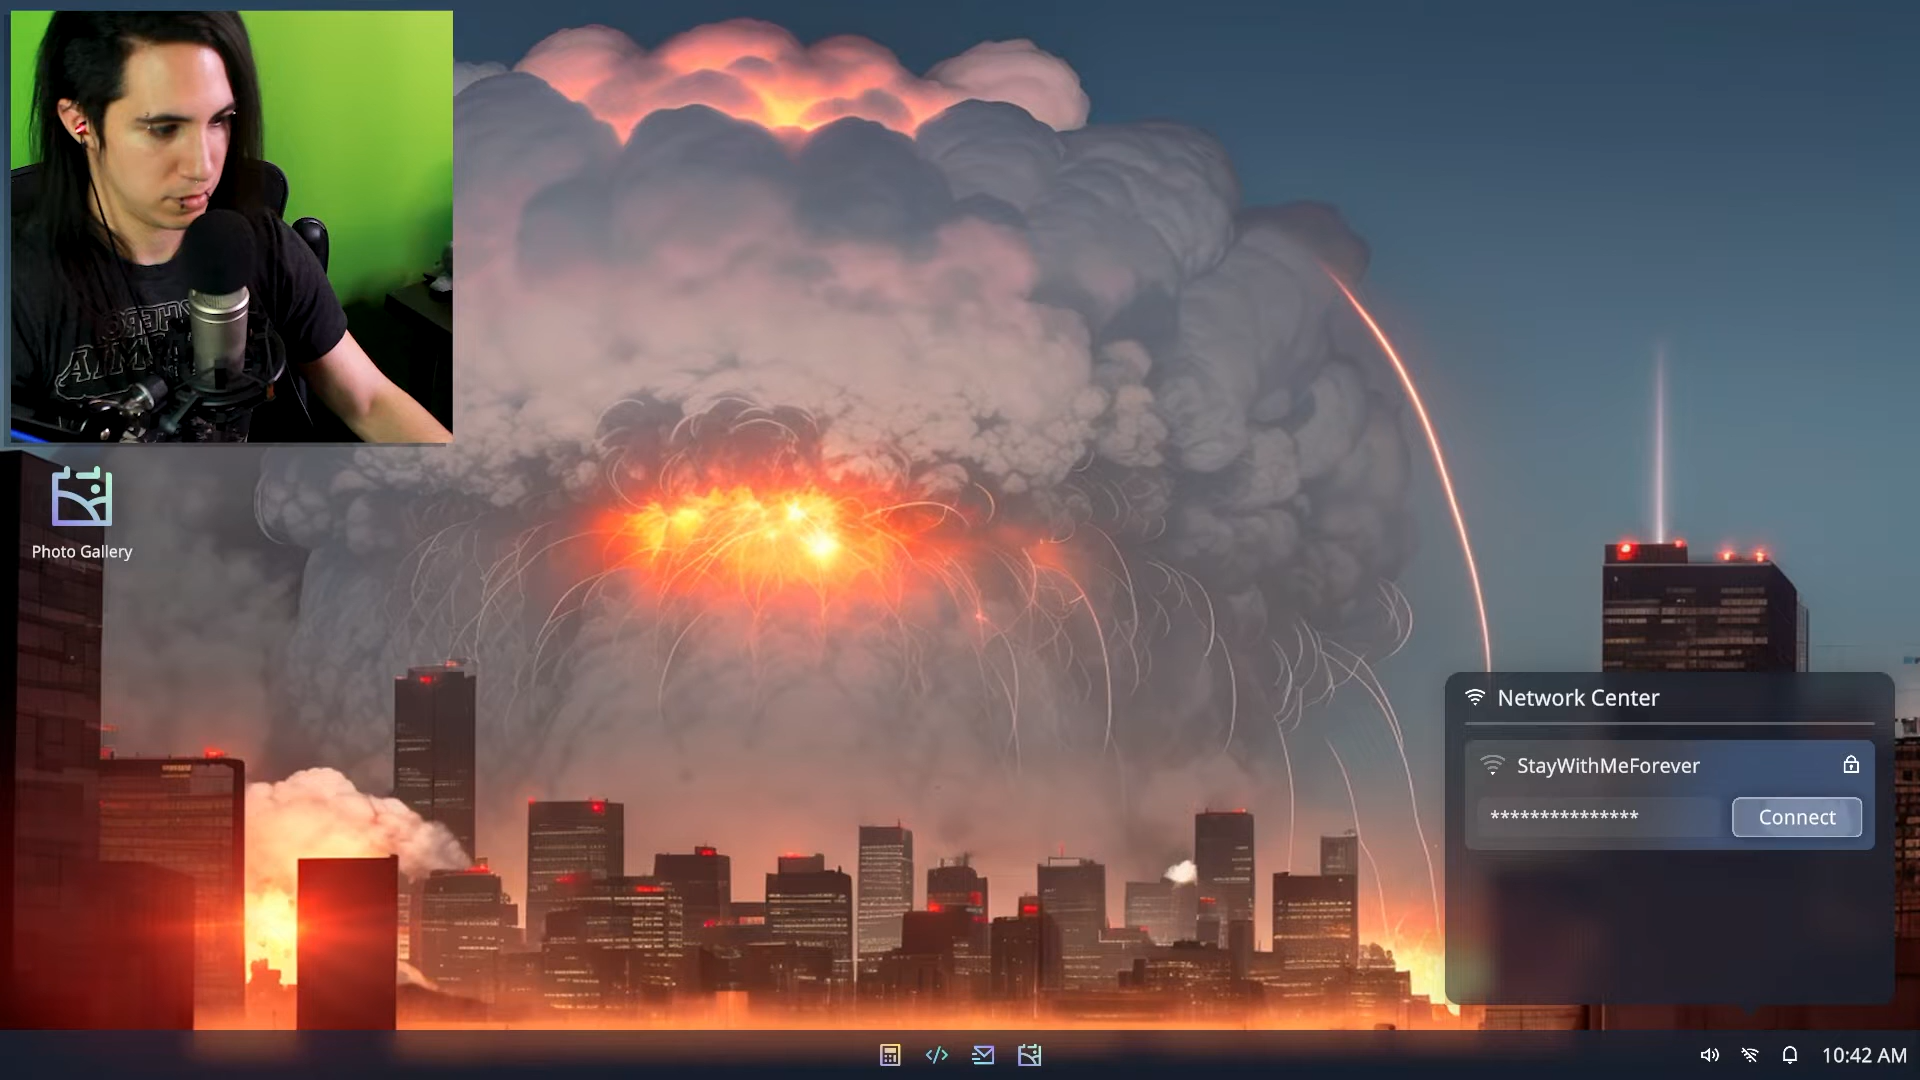 Photo Gallery
Network Center
StayWithMeForever
***************
Connect
10:42 AM